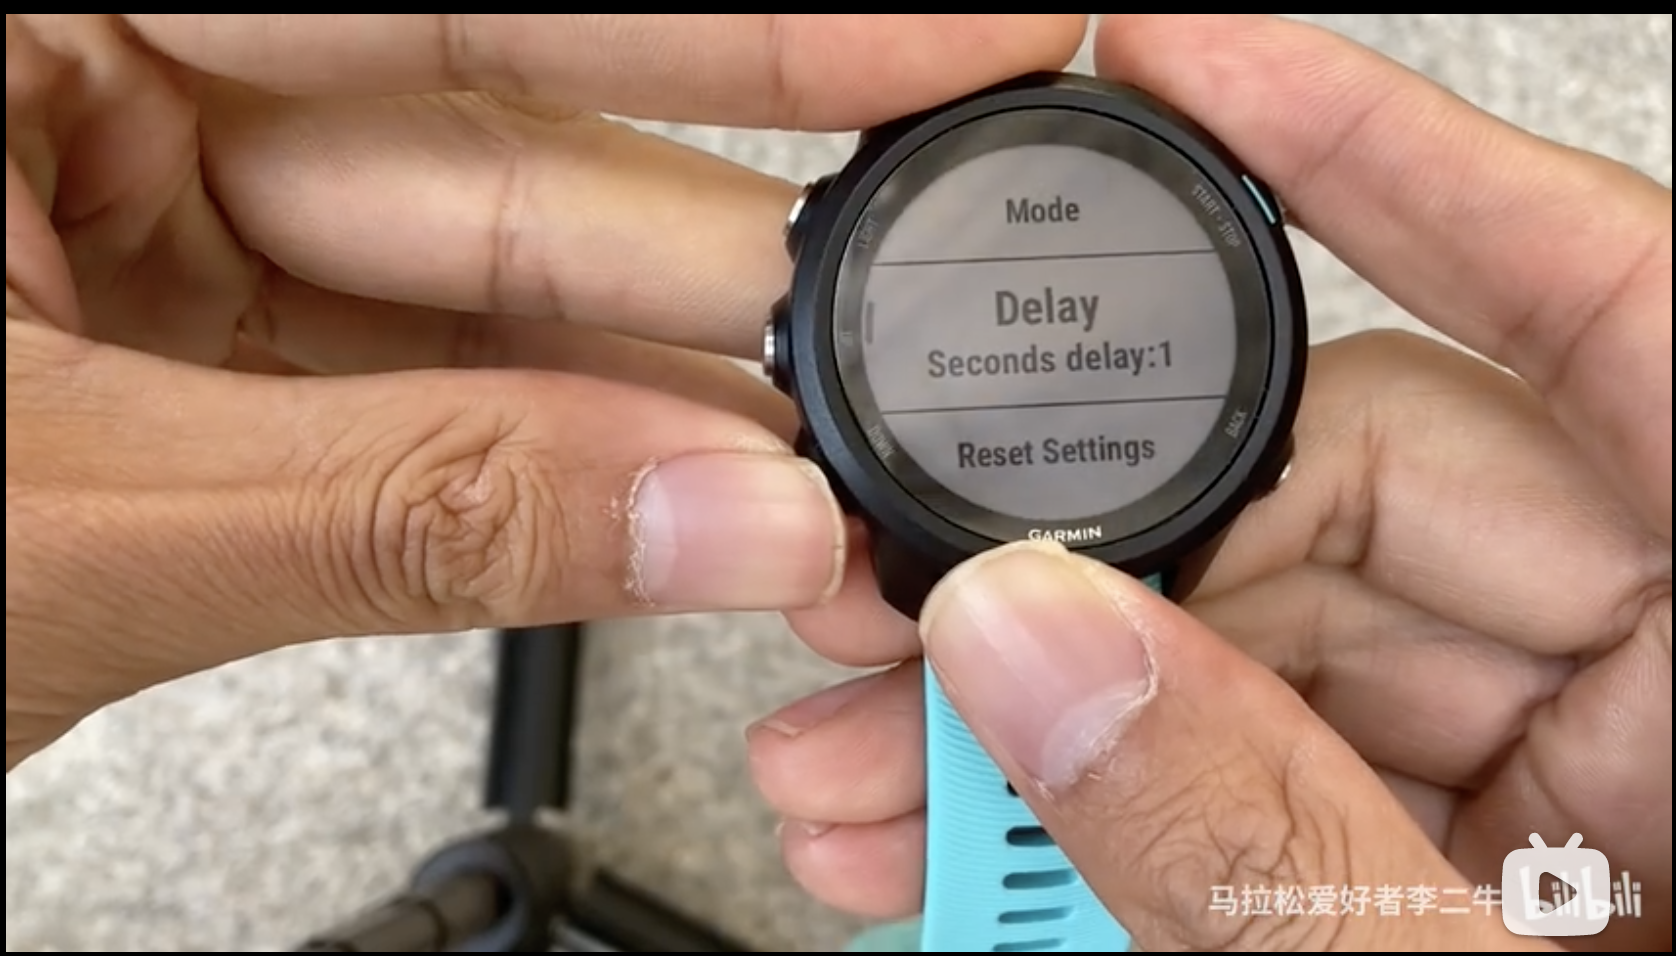 Mode
LIGHT
START · STOP
Delay
Seconds delay:1
UP
DOWN
BACK
Reset Settings
GARMIN
马拉松爱好者李二牛
bilibili